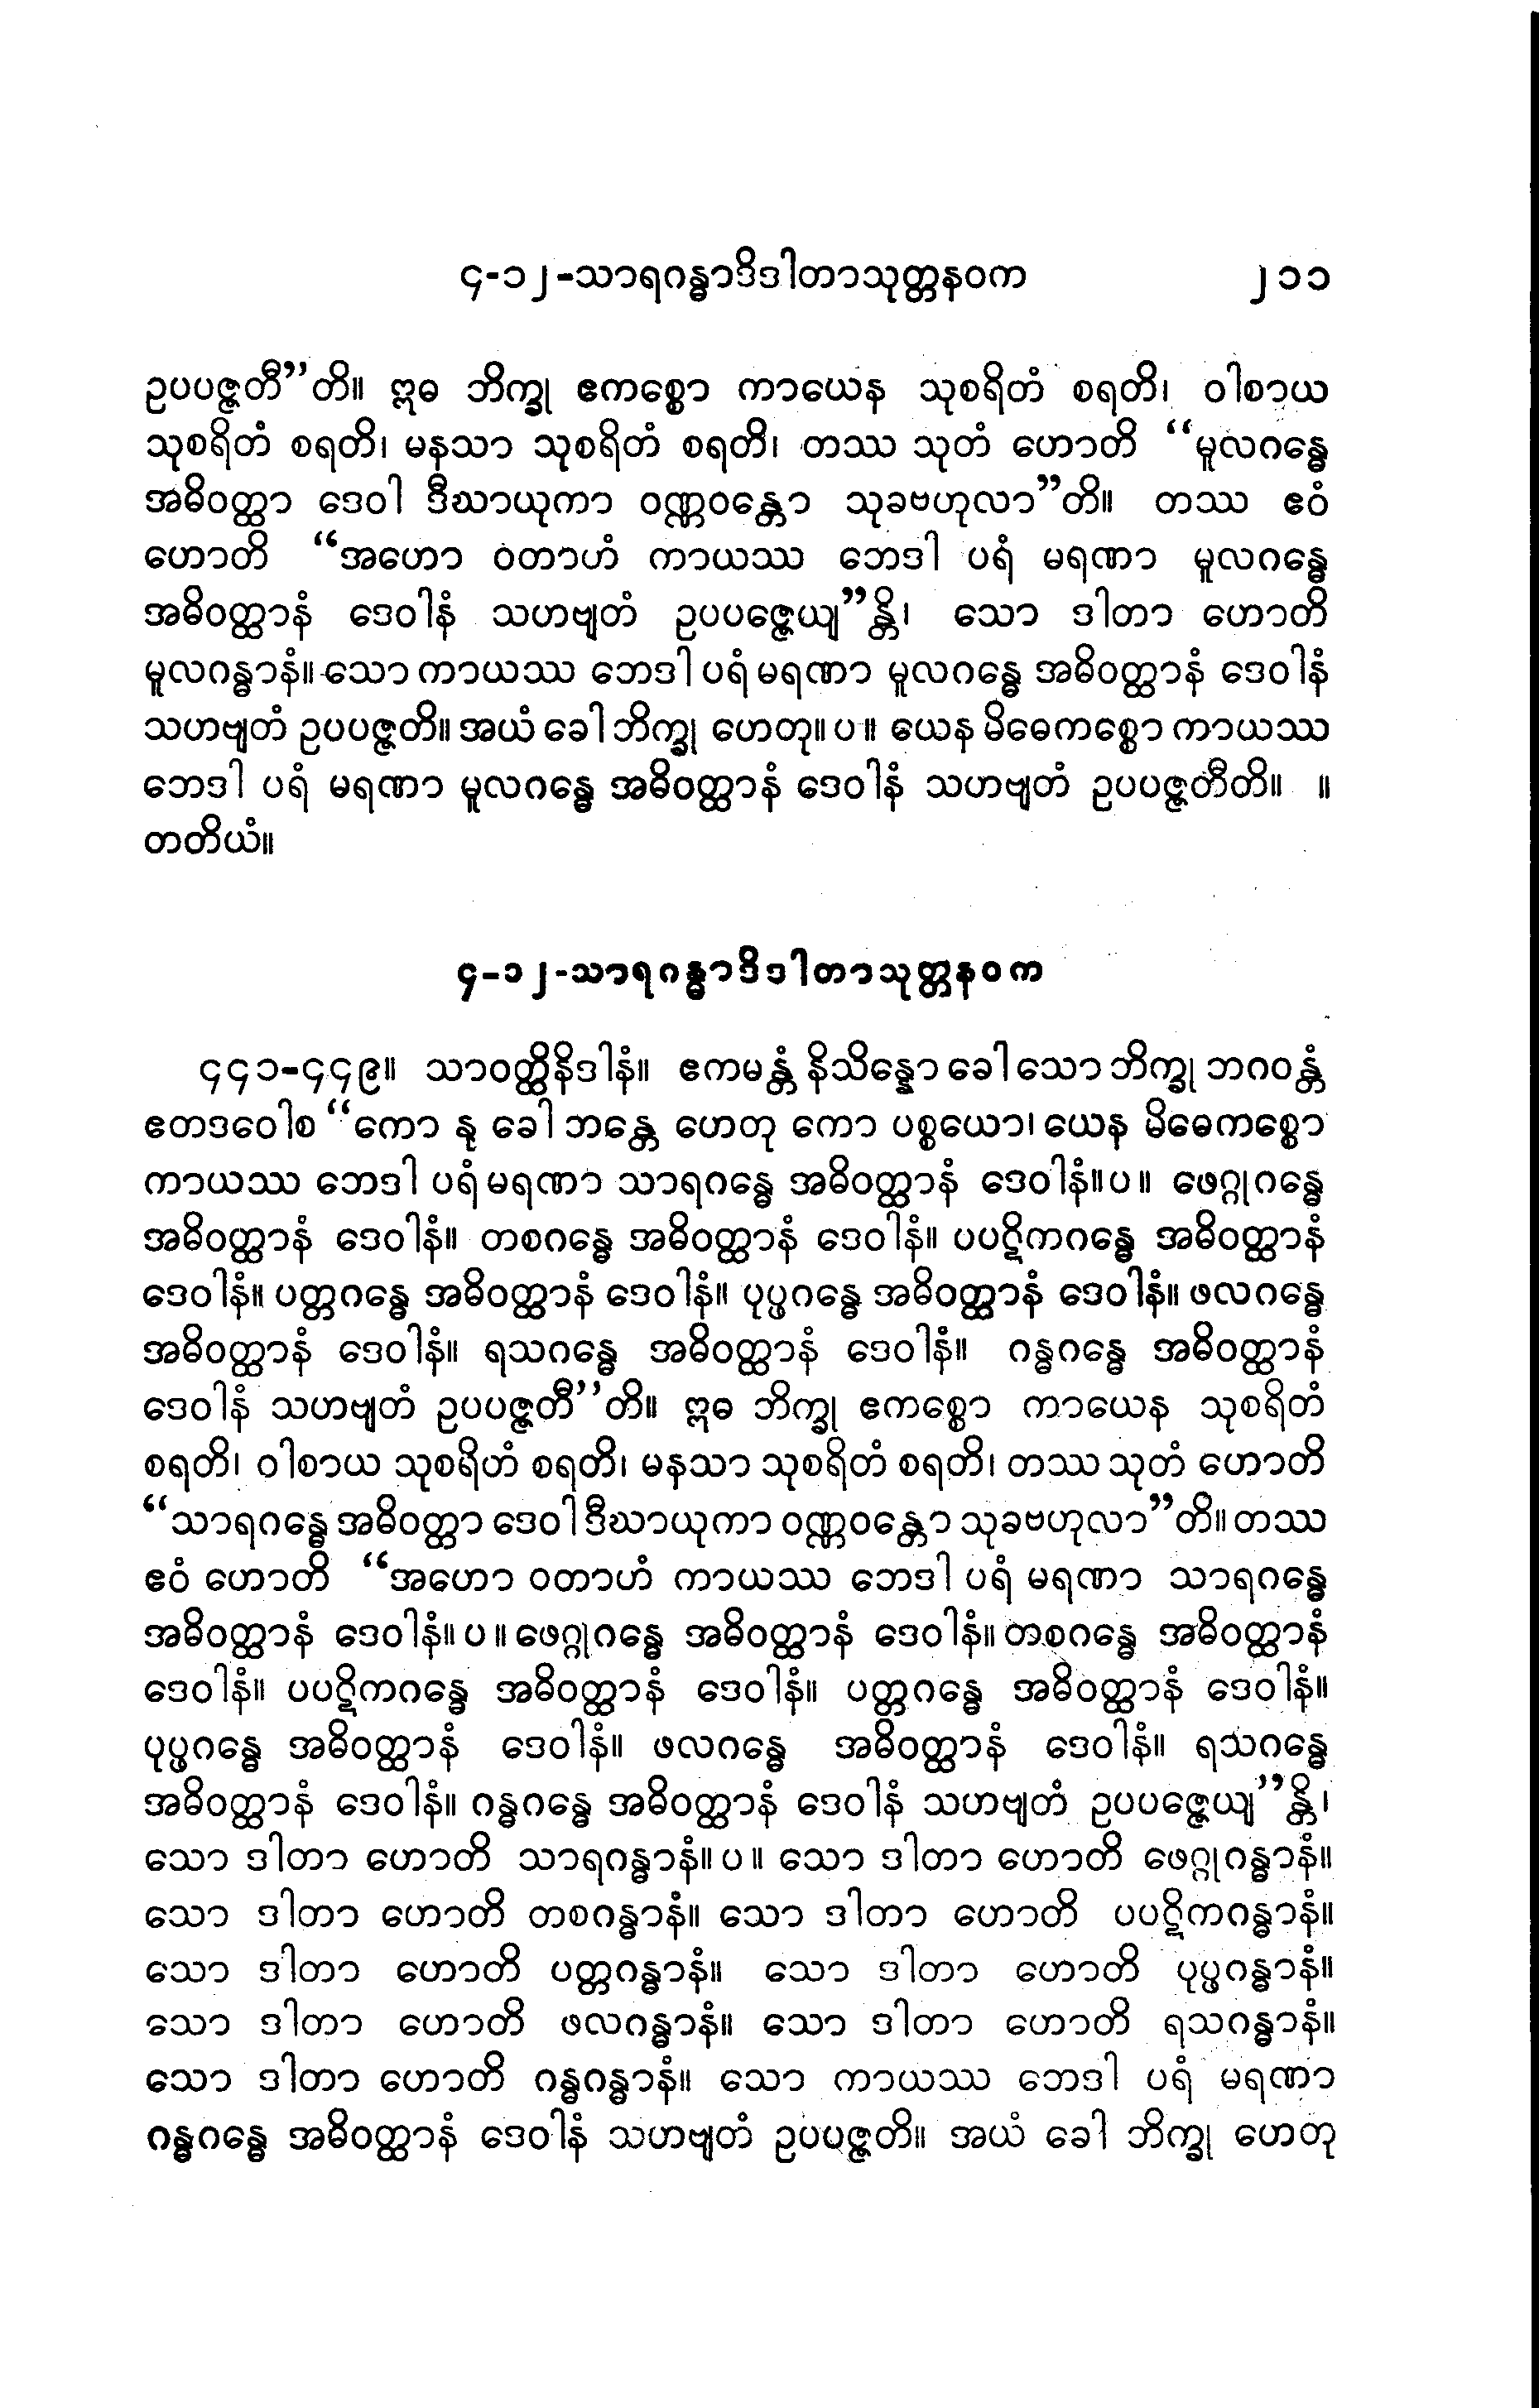 ၄-၁၂-သာရဂန္ဓာဒိဒါတာသုတ္တနဝက ၂၁၁
ဥပပဇ္ဇတီ”တိ။ ဣဓ ဘိက္ခု ဧကစ္စော ကာယေန သုစရိတံ စရတိ၊ ဝါစာယ
သုစရိတံ စရတိ၊ မနသာ သုစရိတံ စရတိ၊ တဿ သုတံ ဟောတိ “မူလဂန္ဓေ
အဓိဝတ္ထာ ဒေဝါ ဒီဃာယုကာ ဝဏ္ဏဝန္တော သုခဗဟုလာ”တိ။ တဿ ဧဝံ
ဟောတိ “အဟော ဝတာဟံ ကာယဿ ဘေဒါ ပရံ မရဏာ မူလဂန္ဓေ
အဓိဝတ္ထာနံ ဒေဝါနံ သဟဗျတံ ဥပပဇ္ဇေယျ”န္တိ၊ သော ဒါတာ ဟောတိ
မူလဂန္ဓာနံ။ သော ကာယဿ ဘေဒါ ပရံ မရဏာ မူလဂန္ဓေ အဓိဝတ္ထာနံ ဒေဝါနံ
သဟဗျတံ ဥပပဇ္ဇတိ။ အယံ ခေါ ဘိက္ခု ဟေတု။ ပ ။ ယေန မိဓေကစ္စော ကာယဿ
ဘေဒါ ပရံ မရဏာ မူလဂန္ဓေ အဓိဝတ္ထာနံ ဒေဝါနံ သဟဗျတံ ဥပပဇ္ဇတီတိ။ ။
တတိယံ။
၄-၁၂-သာရဂန္ဓာဒိဒါတာသုတ္တနဝက
၄၄၁-၄၄၉။ သာဝတ္ထိနိဒါနံ။ ဧကမန္တံ နိသိန္နော ခေါ သော ဘိက္ခု ဘဂဝန္တံ
ဧတဒဝေါစ “ကော နု ခေါ ဘန္တေ ဟေတု ကော ပစ္စယော၊ ယေန မိဓေကစ္စော
ကာယဿ ဘေဒါ ပရံ မရဏာ သာရဂန္ဓေ အဓိဝတ္ထာနံ ဒေဝါနံ။ ပ ။ ဖေဂ္ဂုဂန္ဓေ
အဓိဝတ္ထာနံ ဒေဝါနံ။ တစဂန္ဓေ အဓိဝတ္ထာနံ ဒေဝါနံ။ ပပဋိကဂန္ဓေ အဓိဝတ္ထာနံ
ဒေဝါနံ။ ပတ္တဂန္ဓေ အဓိဝတ္ထာနံ ဒေဝါနံ။ ပုပ္ဖဂန္ဓေ အဓိဝတ္ထာနံ ဒေဝါနံ။ ဖလဂန္ဓေ
အဓိဝတ္ထာနံ ဒေဝါနံ။ ရသဂန္ဓေ အဓိဝတ္ထာနံ ဒေဝါနံ။ ဂန္ဓဂန္ဓေ အဓိဝတ္ထာနံ
ဒေဝါနံ သဟဗျတံ ဥပပဇ္ဇတီ”တိ။ ဣဓ ဘိက္ခု ဧကစ္စော ကာယေန သုစရိတံ
စရတိ၊ ဝါစာယ သုစရိဟံ စရတိ၊ မနသာ သုစရိတံ စရတိ၊ တဿ သုတံ ဟောတိ
“သာရဂန္ဓေ အဓိဝတ္ထာ ဒေဝါ ဒီဃာယုကာ ဝဏ္ဏဝန္တော သုခဗဟုလာ”တိ။ တဿ
ဧဝံ ဟောတိ “အဟော ဝတာဟံ ကာယဿ ဘေဒါ ပရံ မရဏာ သာရဂန္ဓေ
အဓိဝတ္ထာနံ ဒေဝါနံ။ ပ ။ ဖေဂ္ဂုဂန္ဓေ အဓိဝတ္ထာနံ ဒေဝါနံ။ တစဂန္ဓေ အဓိဝတ္ထာနံ
ဒေဝါနံ။ ပပဋိကဂန္ဓေ အဓိဝတ္ထာနံ ဒေဝါနံ။ ပတ္တဂန္ဓေ အဓိဝတ္ထာနံ ဒေဝါနံ။
ပုပ္ဖဂန္ဓေ အဓိဝတ္ထာနံ ဒေဝါနံ။ ဖလဂန္ဓေ အဓိဝတ္ထာနံ ဒေဝါနံ။ ရသဂန္ဓေ
အဓိဝတ္ထာနံ ဒေဝါနံ။ ဂန္ဓဂန္ဓေ အဓိဝတ္ထာနံ ဒေဝါနံ သဟဗျတံ ဥပပဇ္ဇေယျ”န္တိ၊
သော ဒါတာ ဟောတိ သာရဂန္ဓာနံ။ ပ ။ သော ဒါတာ ဟောတိ ဖေဂ္ဂုဂန္ဓာနံ။
သော ဒါတာ ဟောတိ တစဂန္ဓာနံ။ သော ဒါတာ ဟောတိ ပပဋိကဂန္ဓာနံ။
သော ဒါတာ ဟောတိ ပတ္တဂန္ဓာနံ။ သော ဒါတာ ဟောတိ ပုပ္ဖဂန္ဓာနံ။
သော ဒါတာ ဟောတိ ဖလဂန္ဓာနံ။ သော ဒါတာ ဟောတိ ရသဂန္ဓာနံ။
သော ဒါတာ ဟောတိ ဂန္ဓဂန္ဓာနံ။ သော ကာယဿ ဘေဒါ ပရံ မရဏာ
ဂန္ဓဂန္ဓေ အဓိဝတ္ထာနံ ဒေဝါနံ သဟဗျတံ ဥပပဇ္ဇတိ။ အယံ ခေါ ဘိက္ခု ဟေတု